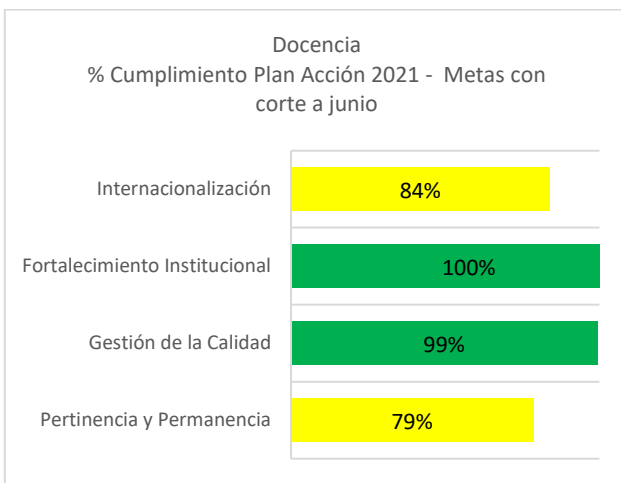 Docencia
% Cumplimiento Plan Acción 2021 - Metas con
corte a junio
Internacionalización 84%
Fortalecimiento Institucional 100%
Gestión de la Calidad 99%
Pertinencia y Permanencia 79%